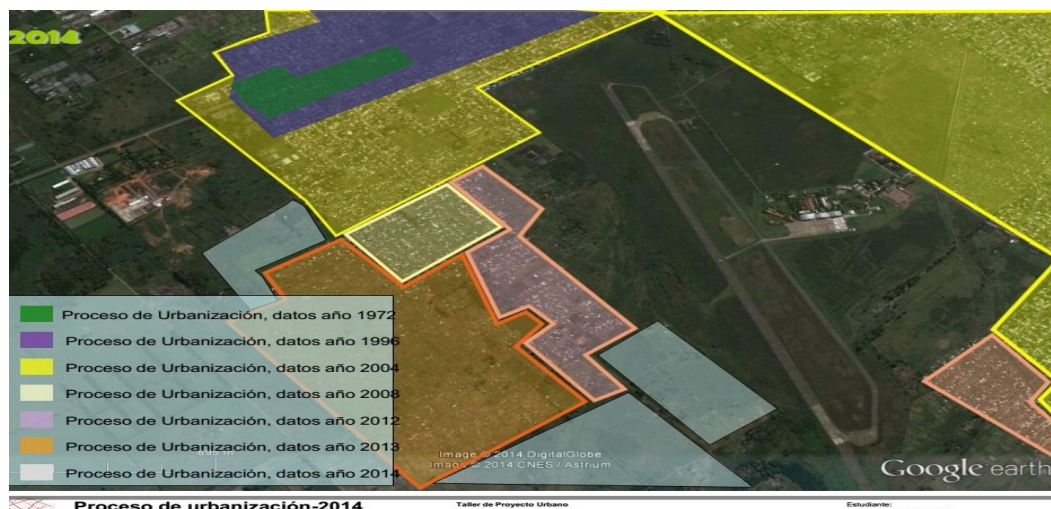 2014
Proceso de Urbanización, datos año 1972
Proceso de Urbanización, datos año 1996
Proceso de Urbanización, datos año 2004
Proceso de Urbanización, datos año 2008
Proceso de Urbanización, datos año 2012
Proceso de Urbanización, datos año 2013
Proceso de Urbanización, datos año 2014
Image © 2014 DigitalGlobe
Image © 2014 CNES / Astrium
Google earth
Proceso de urbanización-2014
Taller de Proyecto Urbano
Estudiante: